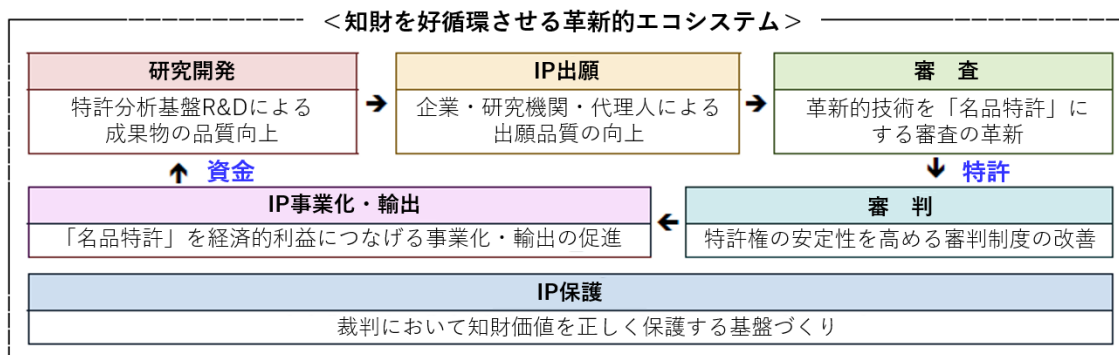 ＜知財を好循環させる革新的エコシステム＞
研究開発
特許分析基盤R&Dによる
成果物の品質向上
IP出願
企業・研究機関・代理人による
出願品質の向上
審　査
革新的技術を「名品特許」に
する審査の革新
資金
特許
IP事業化・輸出
「名品特許」を経済的利益につなげる事業化・輸出の促進
審　判
特許権の安定性を高める審判制度の改善
IP保護
裁判において知財価値を正しく保護する基盤づくり